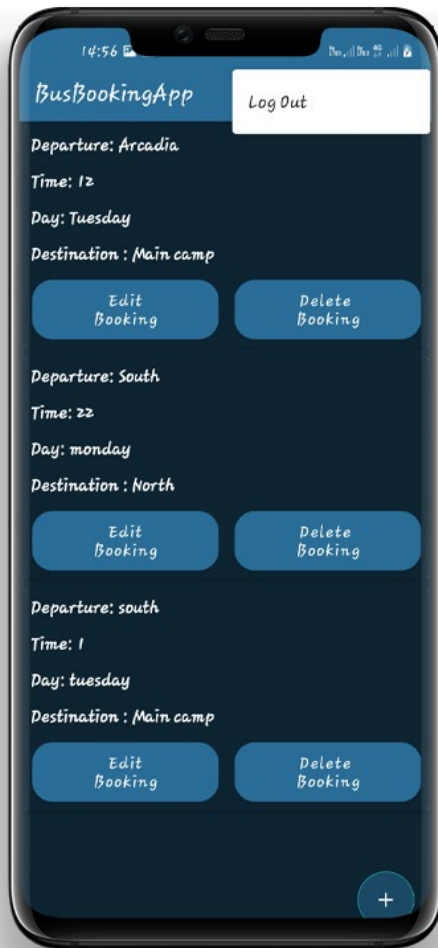 14:56
BusBookingApp
Log Out
Departure: Arcadia
Time: 12
Day: Tuesday
Destination : Main camp
Edit Booking
Delete Booking
Departure: South
Time: 22
Day: monday
Destination : North
Edit Booking
Delete Booking
Departure: south
Time: 1
Day: tuesday
Destination : Main camp
Edit Booking
Delete Booking
+